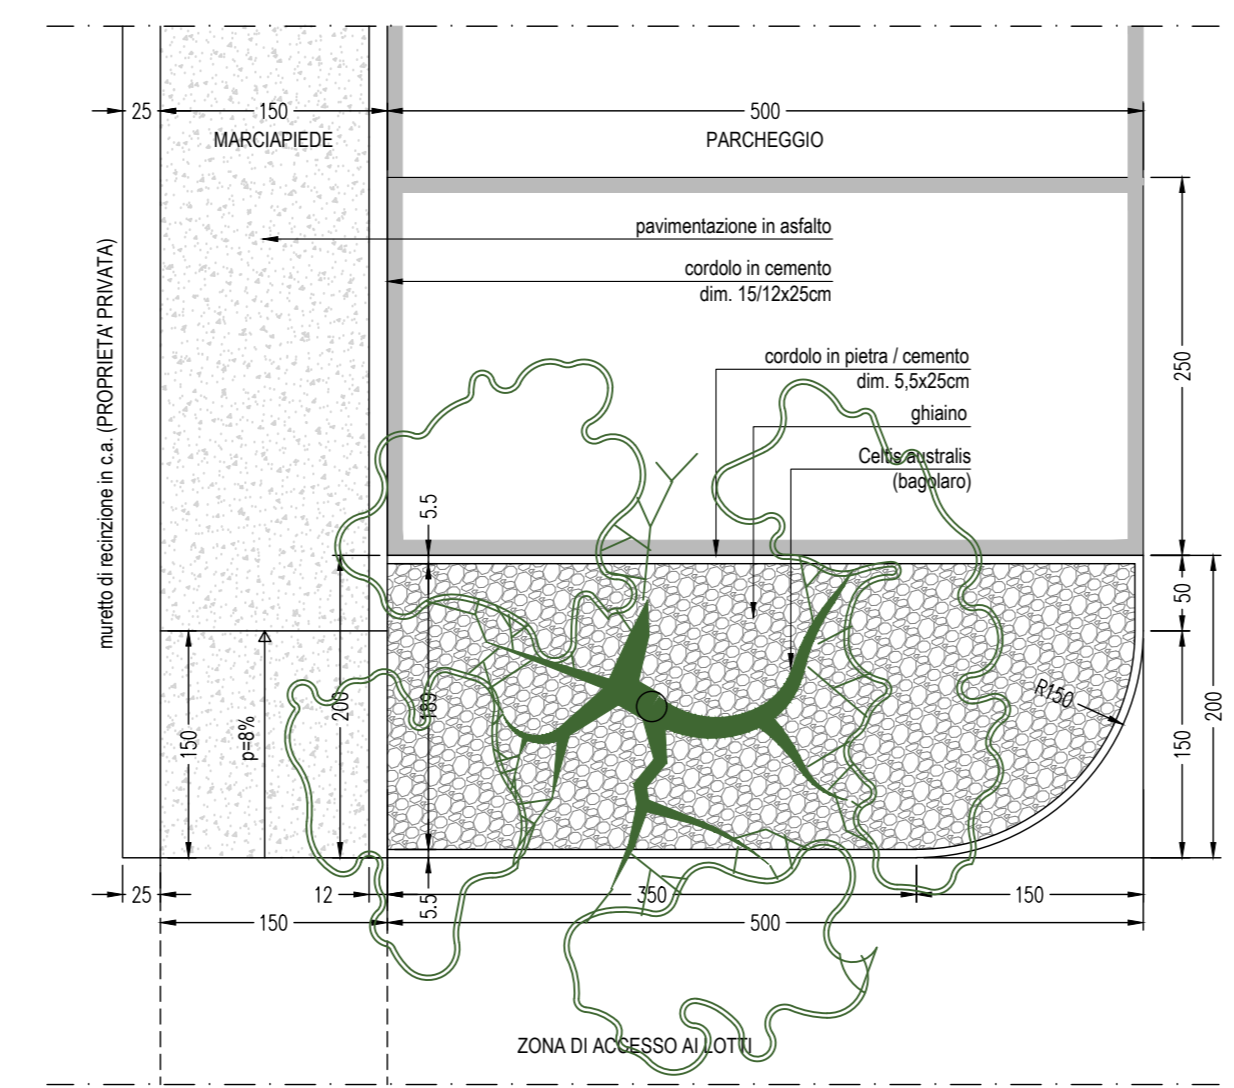 25
150
500
MARCIAPIEDE
PARCHEGGIO
muretto di recinzione in c.a. (PROPRIETA' PRIVATA)
pavimentazione in asfalto
cordolo in cemento
dim. 15/12x25cm
250
cordolo in pietra / cemento
dim. 5,5x25cm
ghiaino
Celtis australis
(bagolaro)
5.5
50
R150
200
189
200
150
p=8%
150
25
12
5.5
350
150
150
500
ZONA DI ACCESSO AI LOTTI